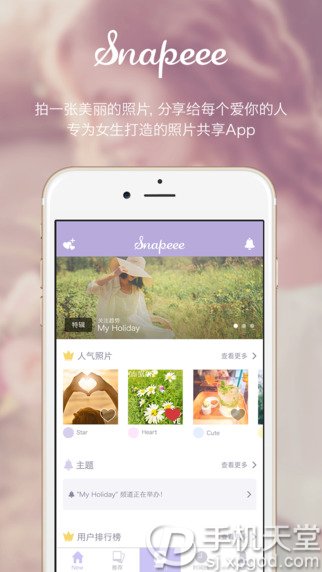 Snapeee
拍一张美丽的照片, 分享给每个爱你的人
专为女生打造的照片共享App
Snapeee
特辑
关注趋势
My Holiday
人气照片
查看更多
Star
Heart
Cute
主题
查看更多
"My Holiday" 频道正在举办!
用户排行榜
查看更多
New
推荐
手机天堂
sj.xpgod.com